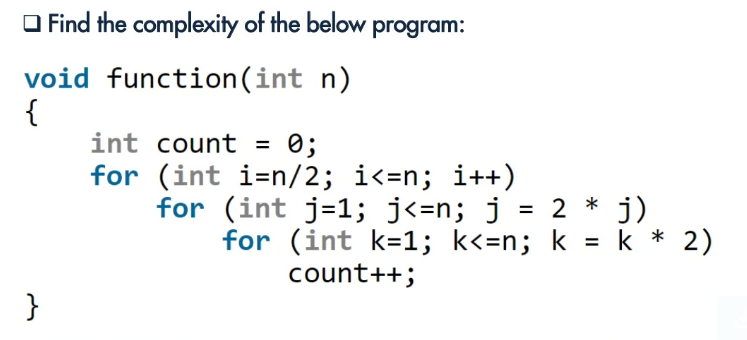 ❑ Find the complexity of the below program:
void function(int n)
{
    int count = 0;
    for (int i=n/2; i<=n; i++)
        for (int j=1; j<=n; j = 2 * j)
            for (int k=1; k<=n; k = k * 2)
                count++;
}